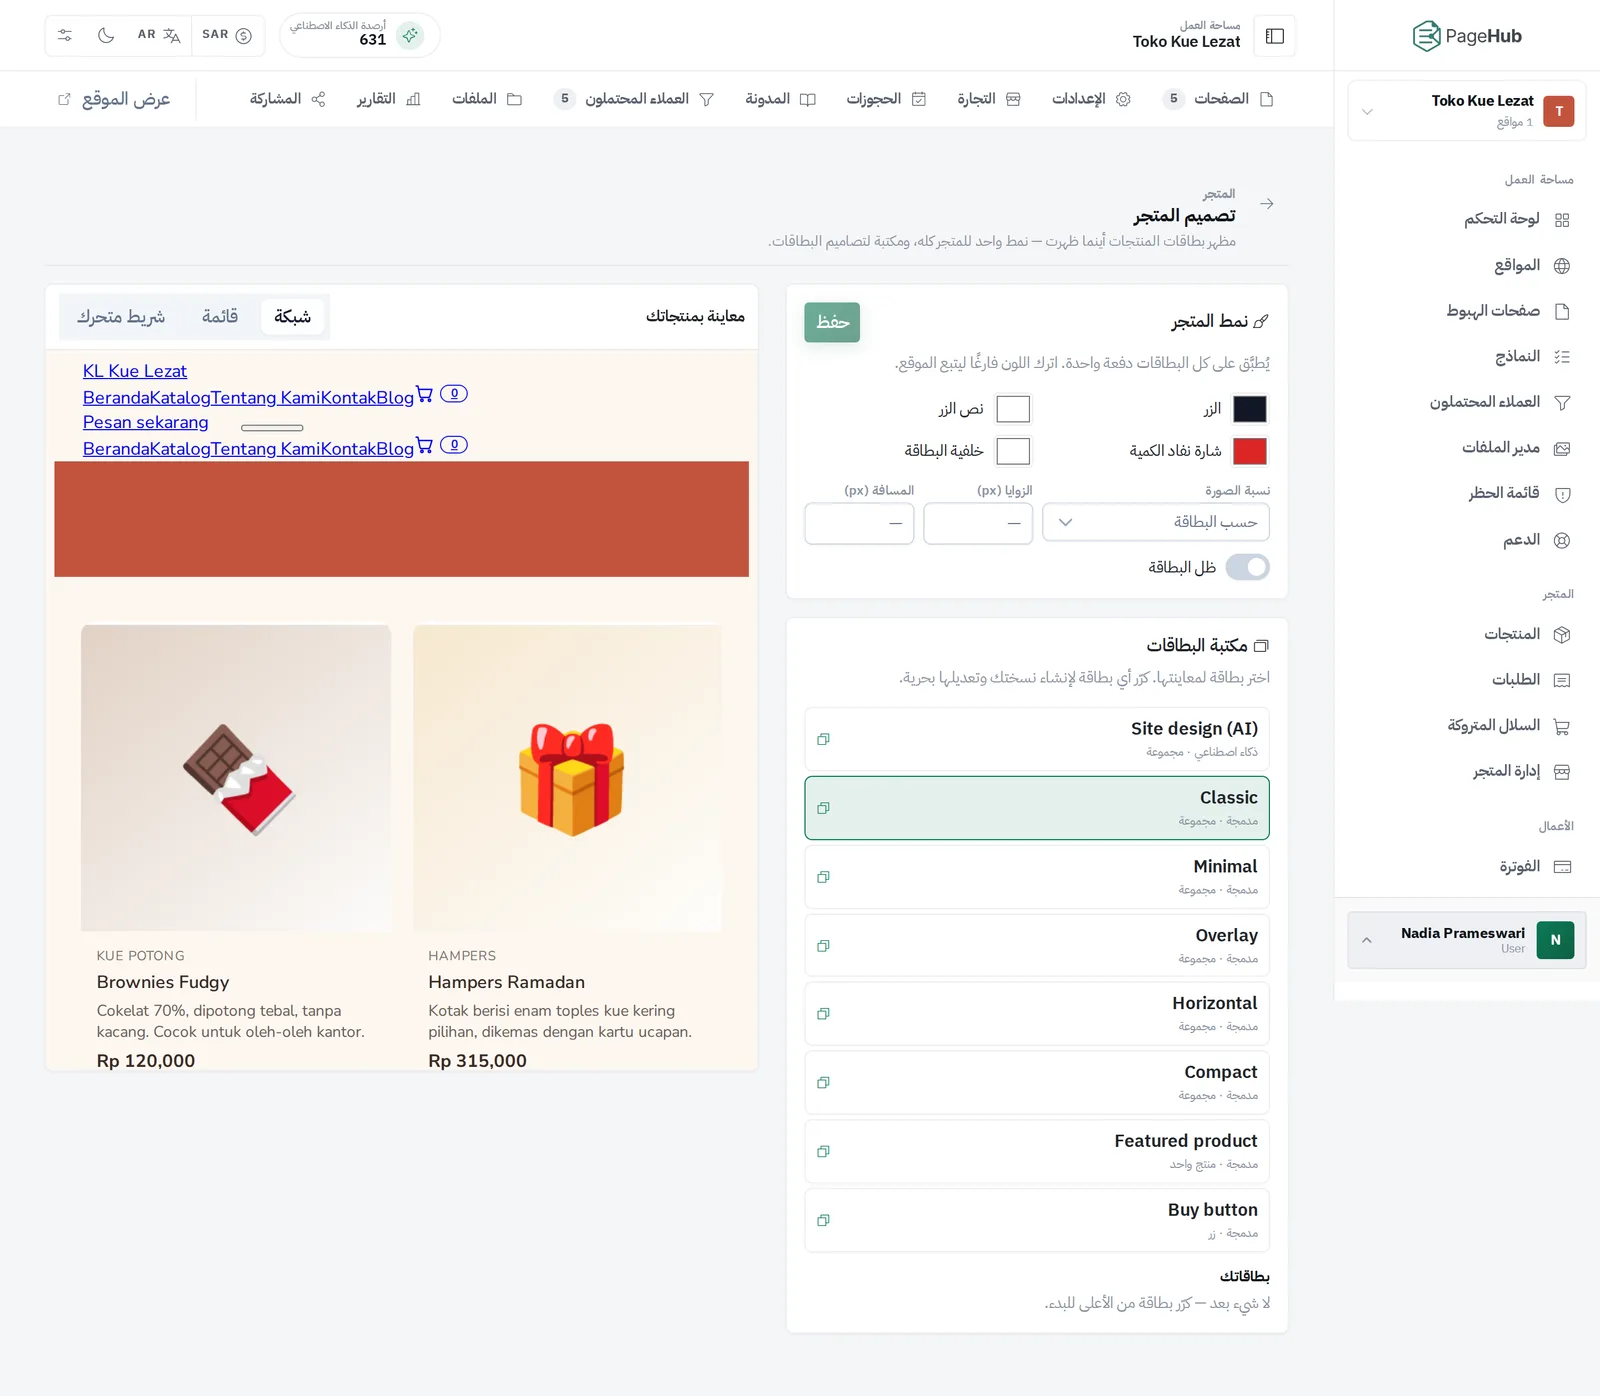 PageHub
مساحة العمل
Toko Kue Lezat
أرصدة الذكاء الاصطناعي
631
SAR
AR
T
Toko Kue Lezat
1 مواقع
مساحة العمل
لوحة التحكم
المواقع
صفحات الهبوط
النماذج
العملاء المحتملون
مدير الملفات
قائمة الحظر
الدعم
المتجر
المنتجات
الطلبات
السلال المتروكة
إدارة المتجر
الأعمال
الفوترة
N
Nadia Prameswari
User
الصفحات 5
الإعدادات
التجارة
الحجوزات
المدونة
العملاء المحتملون 5
الملفات
التقارير
المشاركة
عرض الموقع
المتجر
تصميم المتجر
مظهر بطاقات المنتجات أينما ظهرت — نمط واحد للمتجر كله، ومكتبة لتصاميم البطاقات.
نمط المتجر
حفظ
يُطبَّق على كل البطاقات دفعة واحدة. اترك اللون فارغًا ليتبع الموقع.
الزر
نص الزر
شارة نفاد الكمية
خلفية البطاقة
نسبة الصورة
الزوايا (px)
المسافة (px)
حسب البطاقة
—
—
ظل البطاقة
مكتبة البطاقات
اختر بطاقة لمعاينتها. كرّر أي بطاقة لإنشاء نسختك وتعديلها بحرية.
Site design (AI)
ذكاء اصطناعي · مجموعة
Classic
مدمجة · مجموعة
Minimal
مدمجة · مجموعة
Overlay
مدمجة · مجموعة
Horizontal
مدمجة · مجموعة
Compact
مدمجة · مجموعة
Featured product
مدمجة · منتج واحد
Buy button
مدمجة · زر
بطاقاتك
لا شيء بعد — كرّر بطاقة من الأعلى للبدء.
معاينة بمنتجاتك
شبكة
قائمة
شريط متحرك
KL Kue Lezat
BerandaKatalogTentang KamiKontakBlog 0
Pesan sekarang
BerandaKatalogTentang KamiKontakBlog 0
KUE POTONG
Brownies Fudgy
Cokelat 70%, dipotong tebal, tanpa
kacang. Cocok untuk oleh-oleh kantor.
Rp 120,000
HAMPERS
Hampers Ramadan
Kotak berisi enam toples kue kering
pilihan, dikemas dengan kartu ucapan.
Rp 315,000